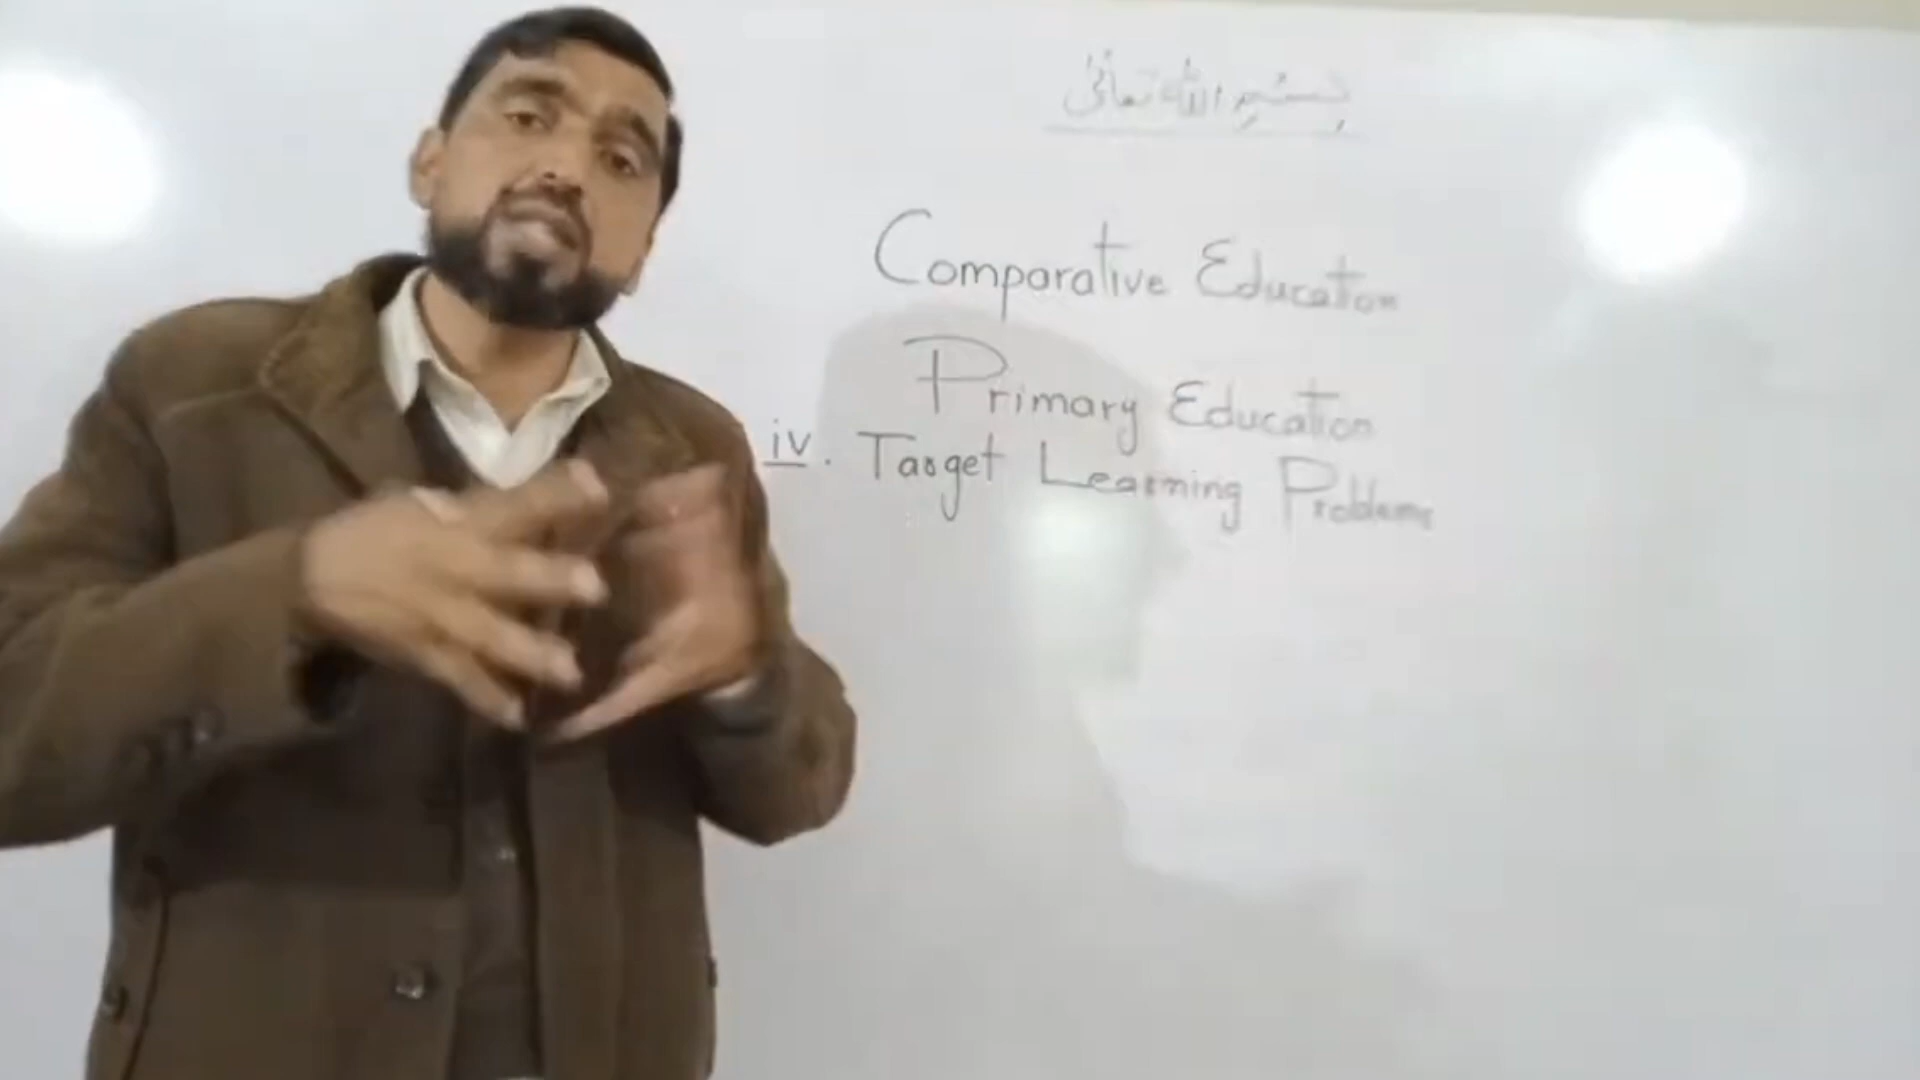 بسم اللہ تعالیٰ
Comparative Education
Primary Education
iv. Target Learning Problems